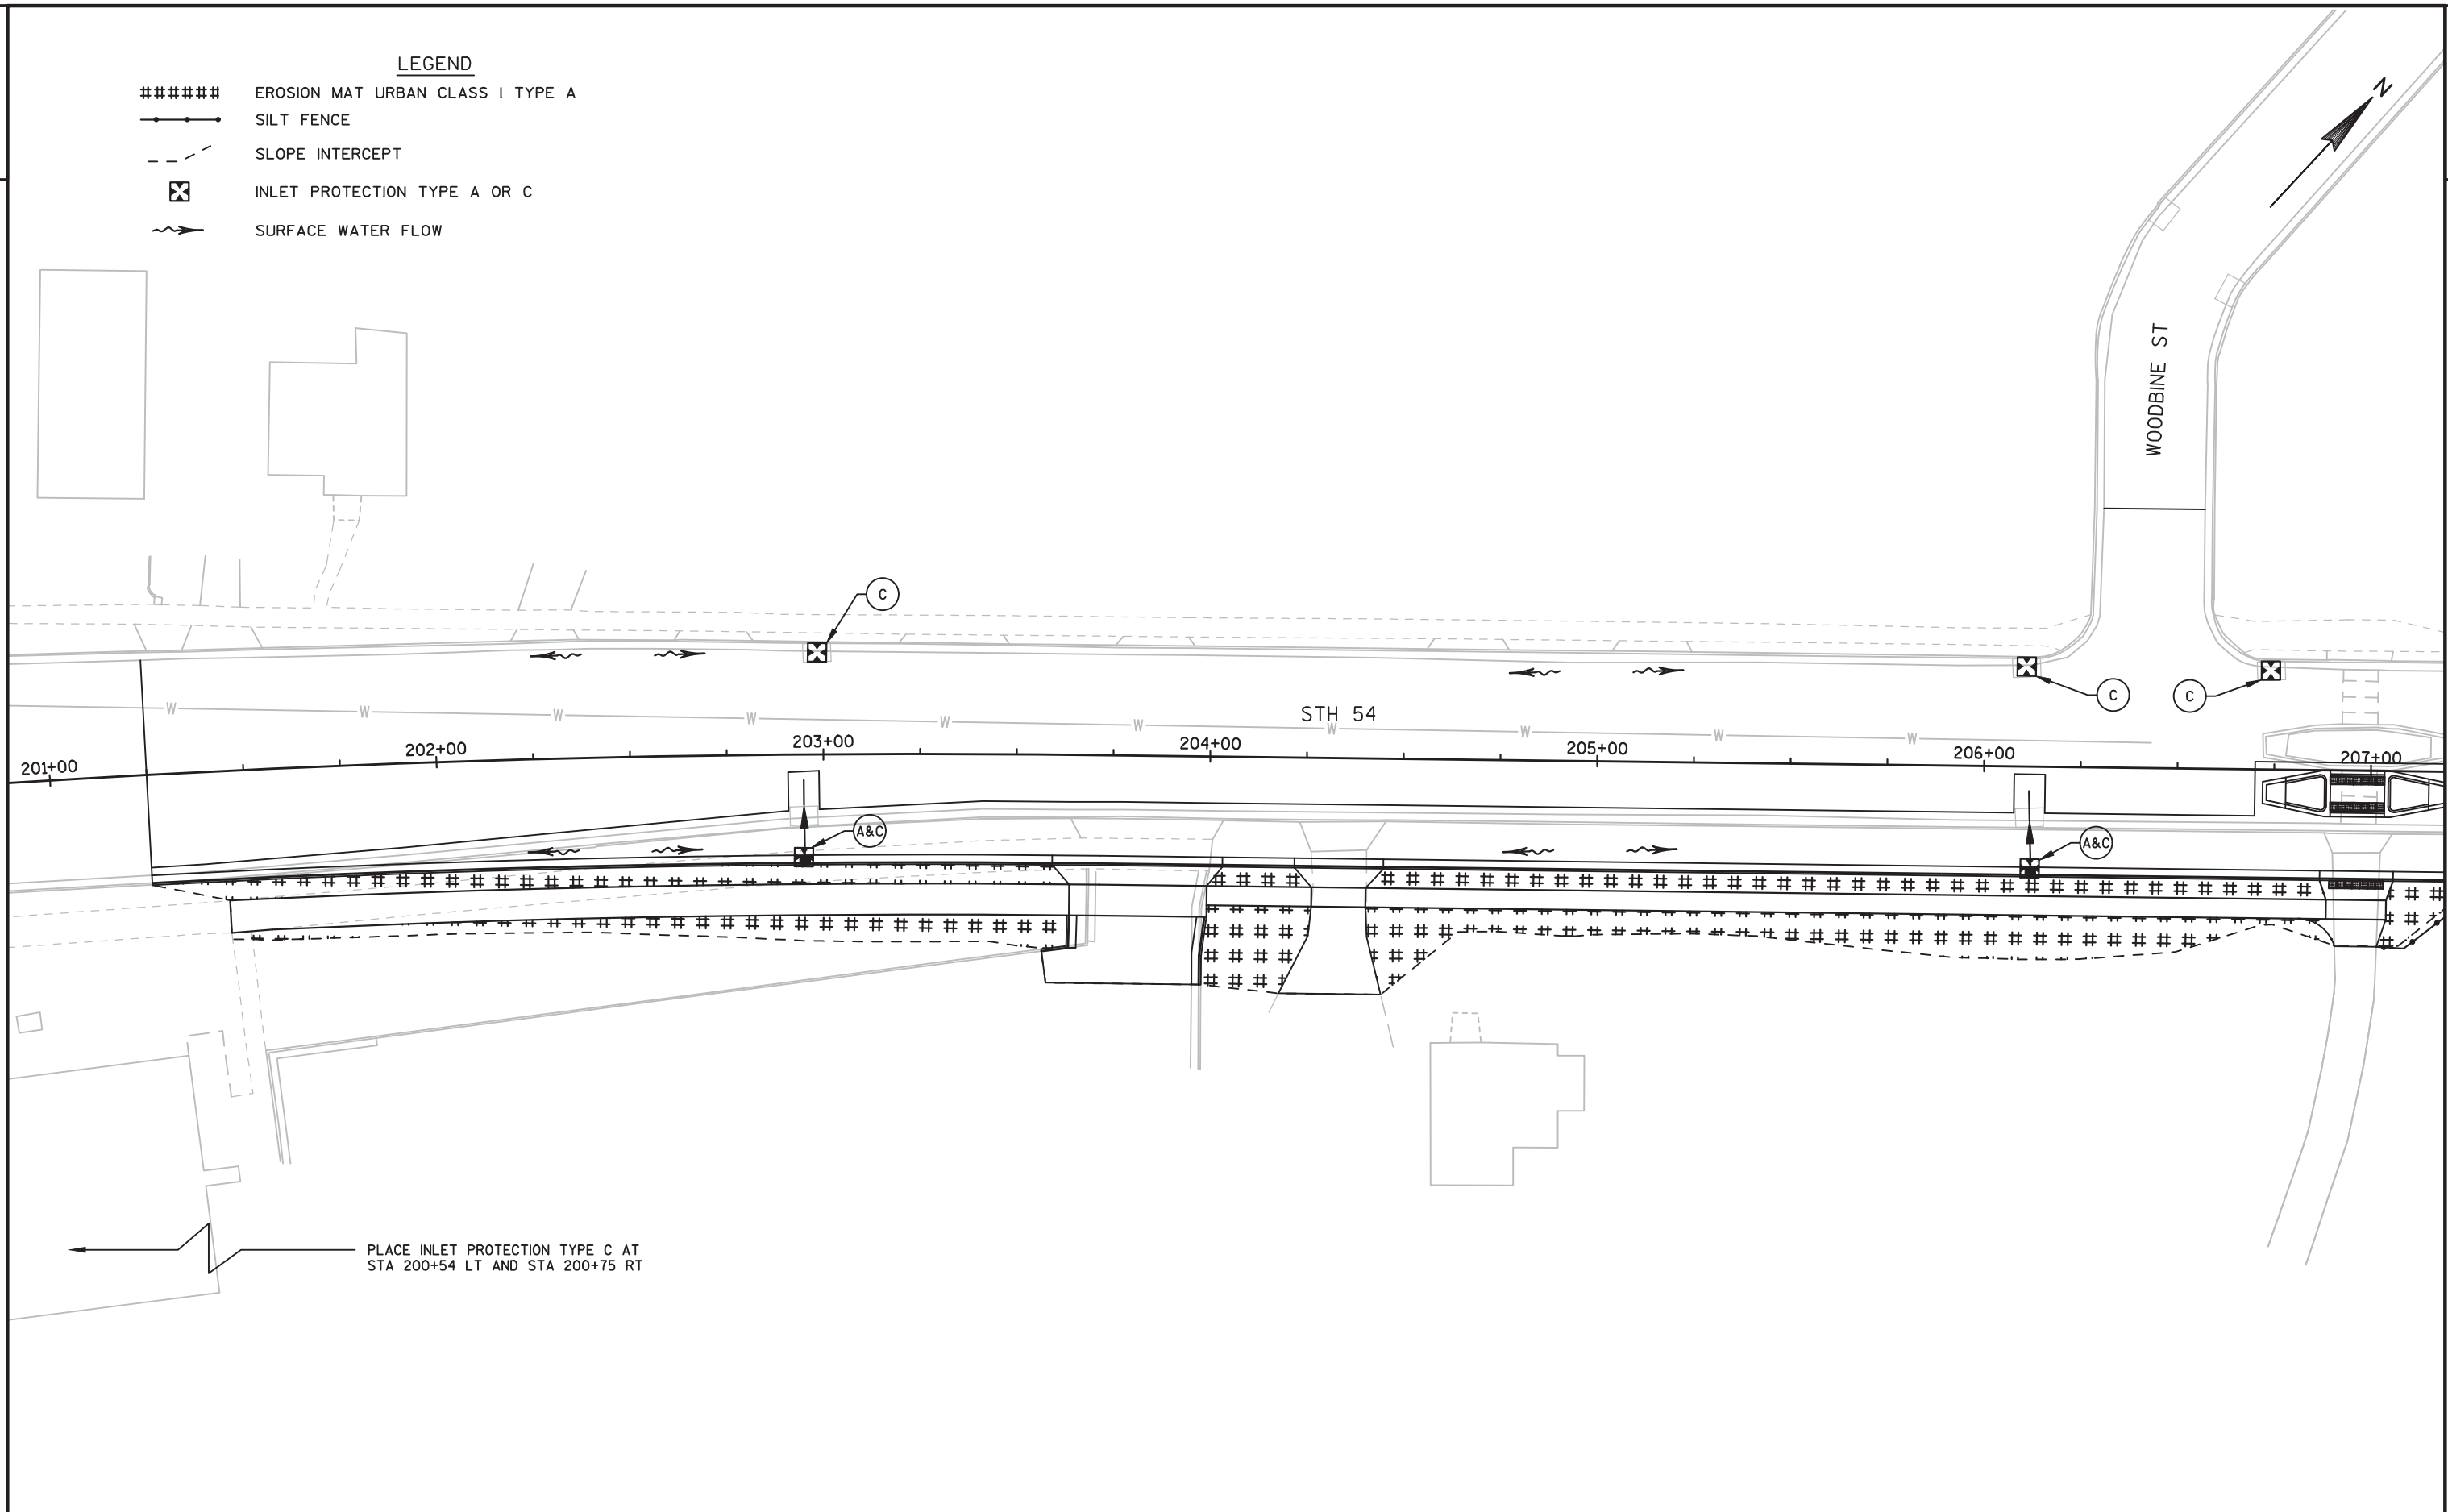 LEGEND
EROSION MAT URBAN CLASS I TYPE A
SILT FENCE
SLOPE INTERCEPT
INLET PROTECTION TYPE A OR C
SURFACE WATER FLOW
N
WOODBINE ST
C
C
C
W W W W W W W W W W
STH 54
201+00 202+00 203+00 204+00 205+00 206+00 207+00
A&C
A&C
PLACE INLET PROTECTION TYPE C AT
STA 200+54 LT AND STA 200+75 RT